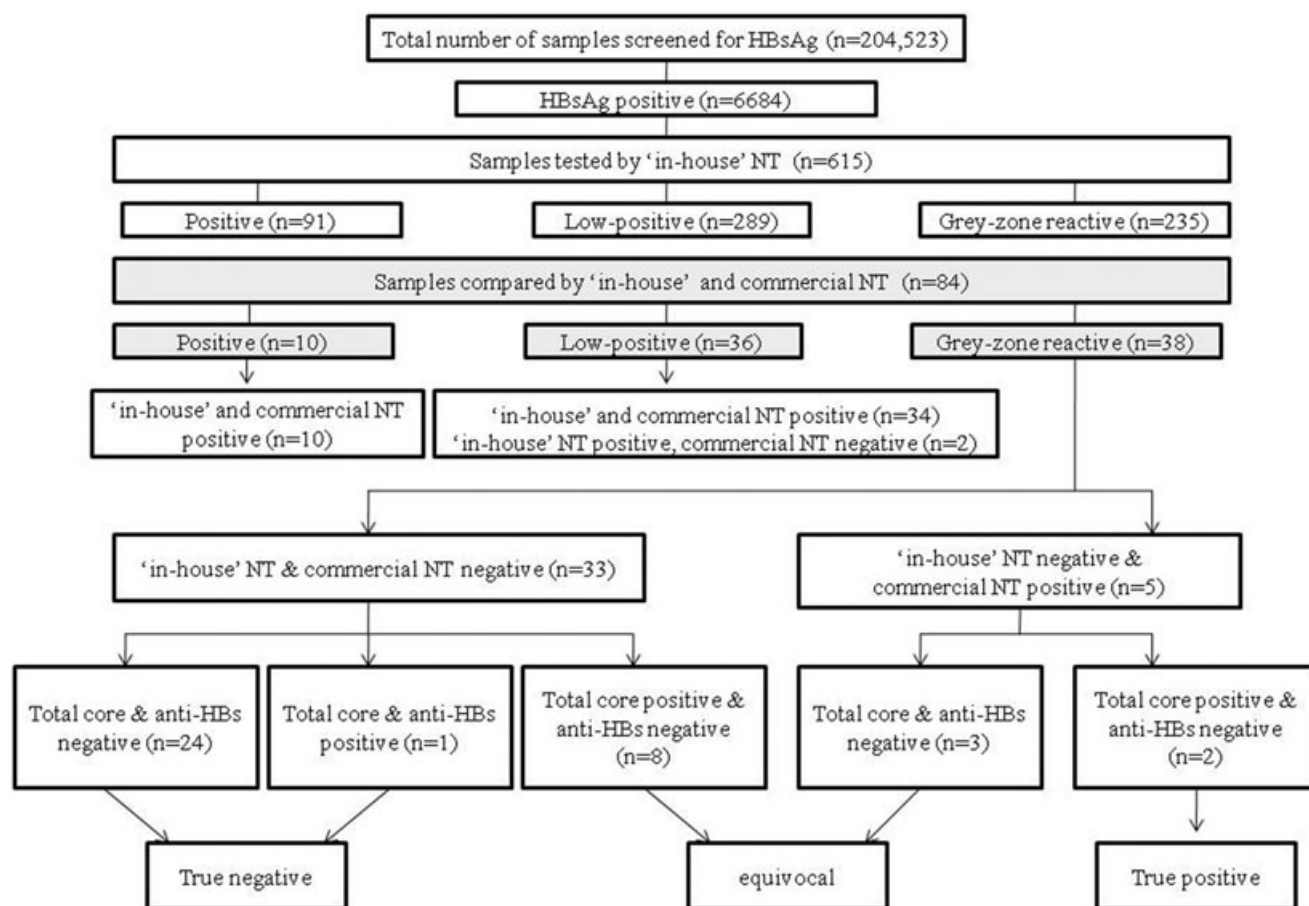 Total number of samples screened for HBsAg (n=204,523)
HBsAg positive (n=6684)
Samples tested by ‘in-house’ NT (n=615)
Positive (n=91)
Low-positive (n=289)
Grey-zone reactive (n=235)
Samples compared by ‘in-house’ and commercial NT (n=84)
Positive (n=10)
Low-positive (n=36)
Grey-zone reactive (n=38)
‘in-house’ and commercial NT
positive (n=10)
‘in-house’ and commercial NT positive (n=34)
‘in-house’ NT positive, commercial NT negative (n=2)
‘in-house’ NT & commercial NT negative (n=33)
‘in-house’ NT negative &
commercial NT positive (n=5)
Total core & anti-HBs
negative (n=24)
Total core & anti-HBs
positive (n=1)
Total core positive &
anti-HBs negative
(n=8)
Total core & anti-HBs
negative (n=3)
Total core positive &
anti-HBs negative
(n=2)
True negative
equivocal
True positive